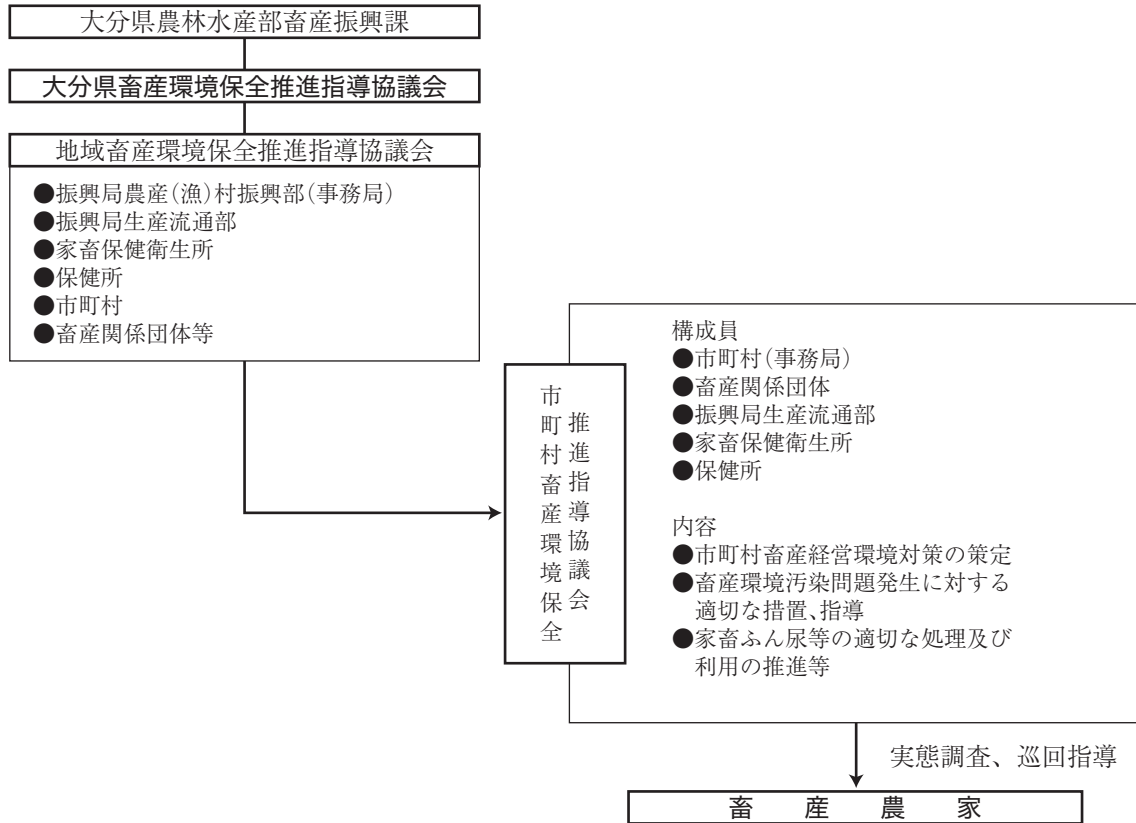 大分県農林水産部畜産振興課
大分県畜産環境保全推進指導協議会
地域畜産環境保全推進指導協議会
●振興局農産(漁)村振興部(事務局)
●振興局生産流通部
●家畜保健衛生所
●保健所
●市町村
●畜産関係団体等
市町村畜産環境保全
推進指導協議会
構成員
●市町村(事務局)
●畜産関係団体
●振興局生産流通部
●家畜保健衛生所
●保健所
内容
●市町村畜産経営環境対策の策定
●畜産環境汚染問題発生に対する
適切な措置、指導
●家畜ふん尿等の適切な処理及び
利用の推進等
実態調査、巡回指導
畜産農家